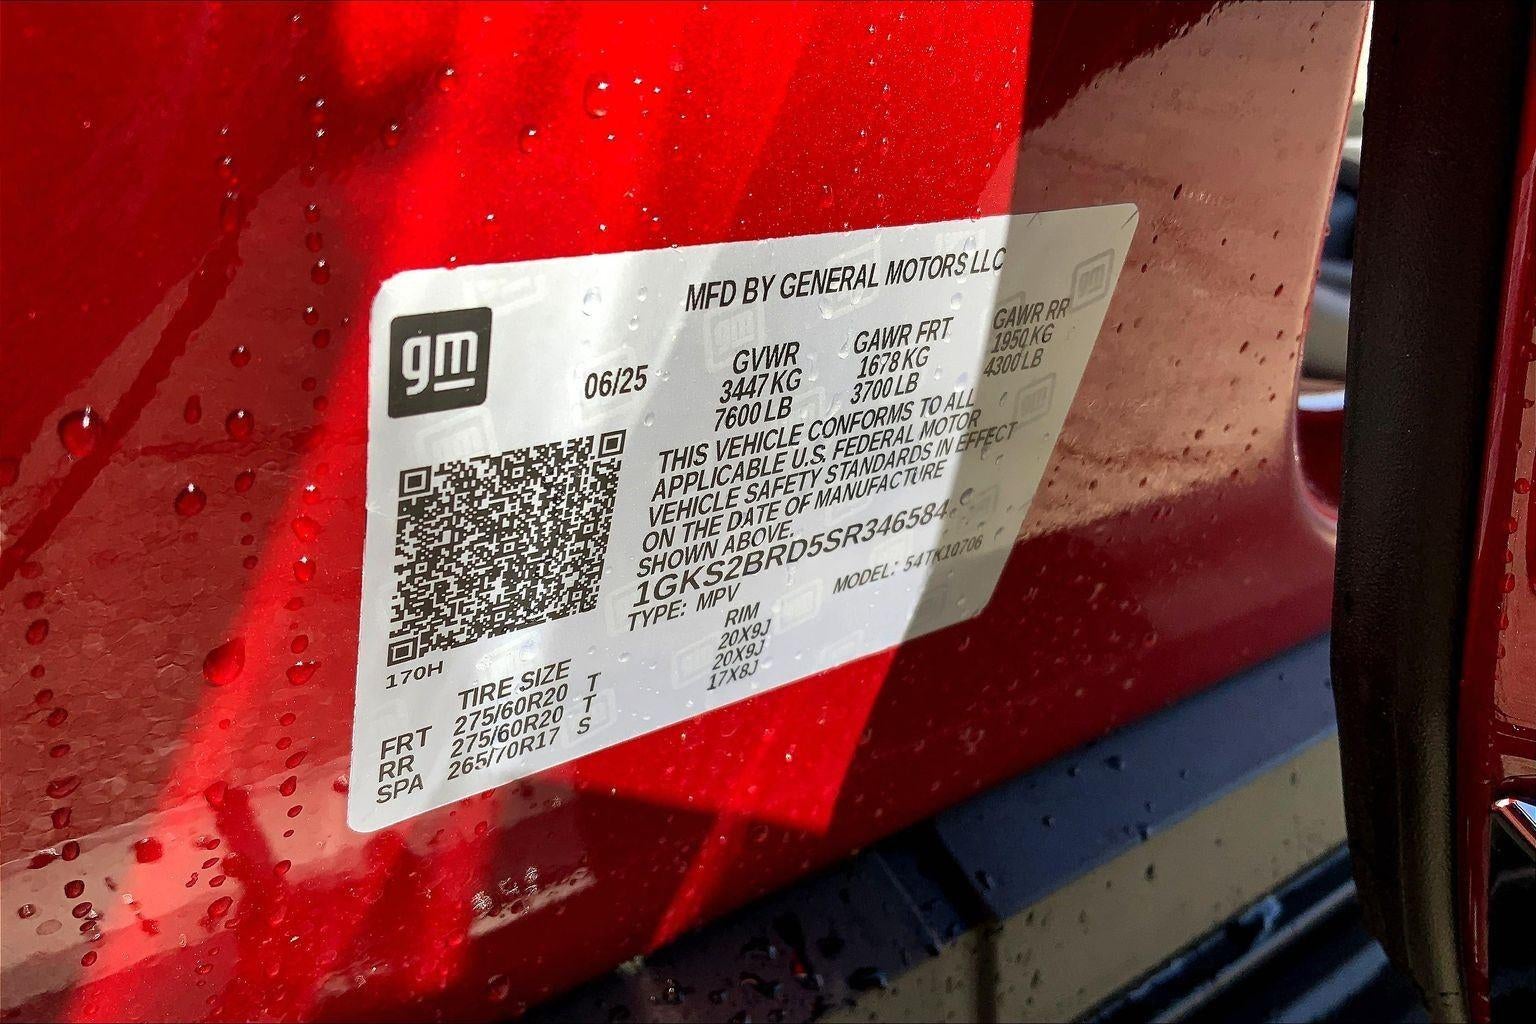 gm
MFD BY GENERAL MOTORS LLC
06/25
GVWR
3447 KG
7600 LB
GAWR FRT
1678 KG
3700 LB
GAWR RR
1950 KG
4300 LB
THIS VEHICLE CONFORMS TO ALL
APPLICABLE U.S. FEDERAL MOTOR
VEHICLE SAFETY STANDARDS IN EFFECT
ON THE DATE OF MANUFACTURE
SHOWN ABOVE.
1GKS2BRD5SR346584
TYPE: MPV
MODEL: 54TK10706
170H
TIRE SIZE
RIM
FRT 275/60R20 T 20X9J
RR 275/60R20 T 20X9J
SPA 265/70R17 S 17X8J